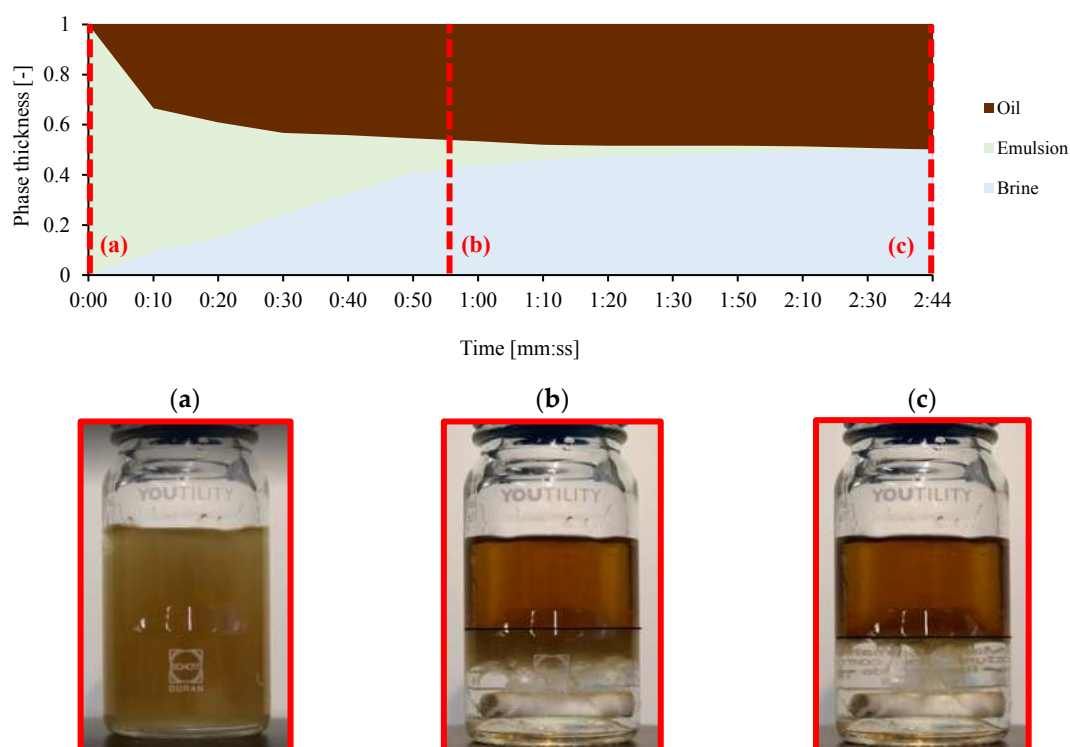 1
0.8
0.6
0.4
0.2
0
Phase thickness [-]
(a)
(b)
(c)
Oil
Emulsion
Brine
0:00 0:10 0:20 0:30 0:40 0:50 1:00 1:10 1:20 1:30 1:50 2:10 2:30 2:44
Time [mm:ss]
(a) (b) (c)
YOUTILITY YOUTILITY YOUTILITY
SCHOTT
DURAN